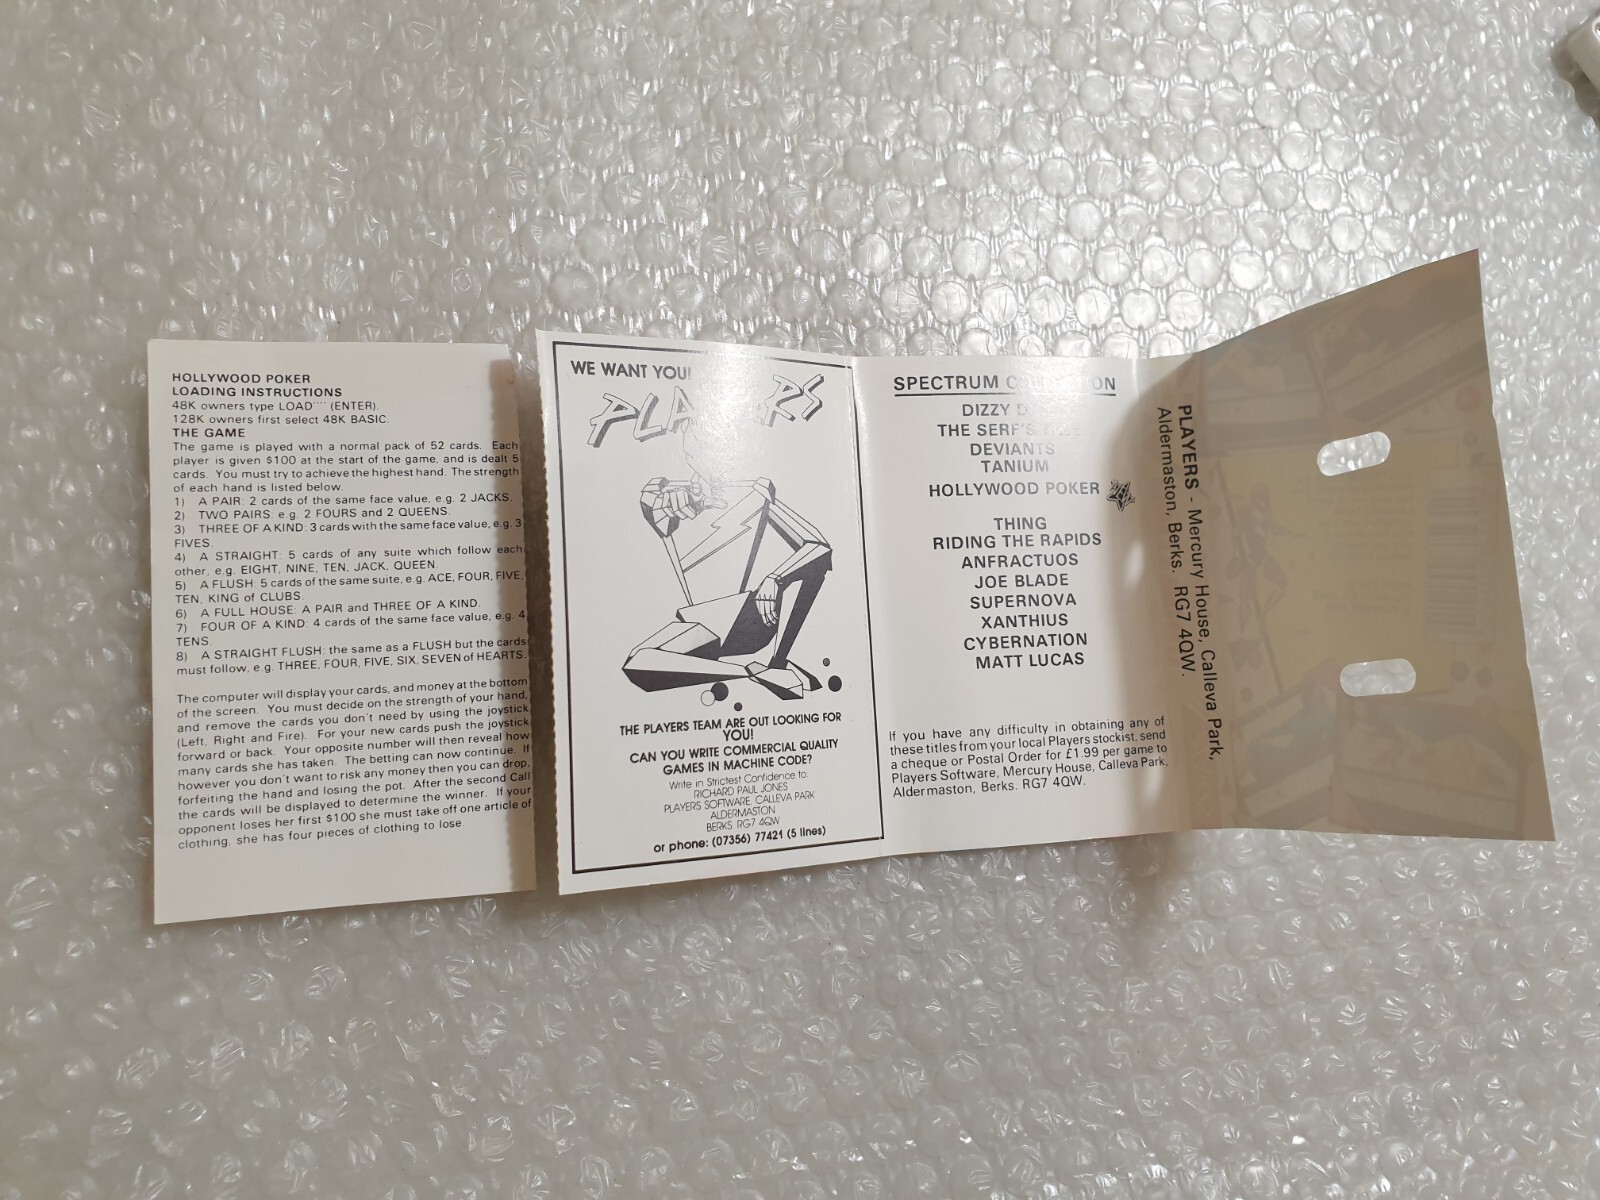 HOLLYWOOD POKER
LOADING INSTRUCTIONS
48K owners type LOAD"" (ENTER).
128K owners first select 48K BASIC.
THE GAME
The game is played with a normal pack of 52 cards. Each
player is given $100 at the start of the game, and is dealt 5
cards. You must try to achieve the highest hand. The strength
of each hand is listed below.
1) A PAIR: 2 cards of the same face value, e.g. 2 JACKS.
2) TWO PAIRS: e.g. 2 FOURS and 2 QUEENS.
3) THREE OF A KIND: 3 cards with the same face value, e.g. 3
FIVES.
4) A STRAIGHT: 5 cards of any suite which follow each
other, e.g. EIGHT, NINE, TEN, JACK, QUEEN.
5) A FLUSH: 5 cards of the same suite, e.g. ACE, FOUR, FIVE,
TEN, KING of CLUBS.
6) A FULL HOUSE: A PAIR and THREE OF A KIND.
7) FOUR OF A KIND: 4 cards of the same face value, e.g. 4
TENS.
8) A STRAIGHT FLUSH: the same as a FLUSH but the cards
must follow, e.g. THREE, FOUR, FIVE, SIX, SEVEN of HEARTS.
The computer will display your cards, and money at the bottom
of the screen. You must decide on the strength of your hand,
and remove the cards you don't need by using the joystick
(Left, Right and Fire). For your new cards push the joystick
forward or back. Your opposite number will then reveal how
many cards she has taken. The betting can now continue. If
however you don't want to risk any money then you can drop,
forfeiting the hand and losing the pot. After the second Call
the cards will be displayed to determine the winner. If your
opponent loses her first $100 she must take off one article of
clothing, she has four pieces of clothing to lose.
WE WANT YOU!
PLAYERS
THE PLAYERS TEAM ARE OUT LOOKING FOR
YOU!
CAN YOU WRITE COMMERCIAL QUALITY
GAMES IN MACHINE CODE?
Write in Strictest Confidence to:
RICHARD PAUL JONES
PLAYERS SOFTWARE, CALLEVA PARK
ALDERMASTON
BERKS RG7 4QW
or phone: (07356) 77421 (5 lines)
SPECTRUM
DIZZY
THE SERF'S
DEVIANTS
TANIUM
HOLLYWOOD POKER
THING
RIDING THE RAPIDS
ANFRACTUOS
JOE BLADE
SUPERNOVA
XANTHIUS
CYBERNATION
MATT LUCAS
If you have any difficulty in obtaining any of
these titles from your local Players stockist, send
a cheque or Postal Order for £1.99 per game to
Players Software, Mercury House, Calleva Park,
Aldermaston, Berks. RG7 4QW.
PLAYERS - Mercury House, Calleva Park,
Aldermaston, Berks. RG7 4QW.